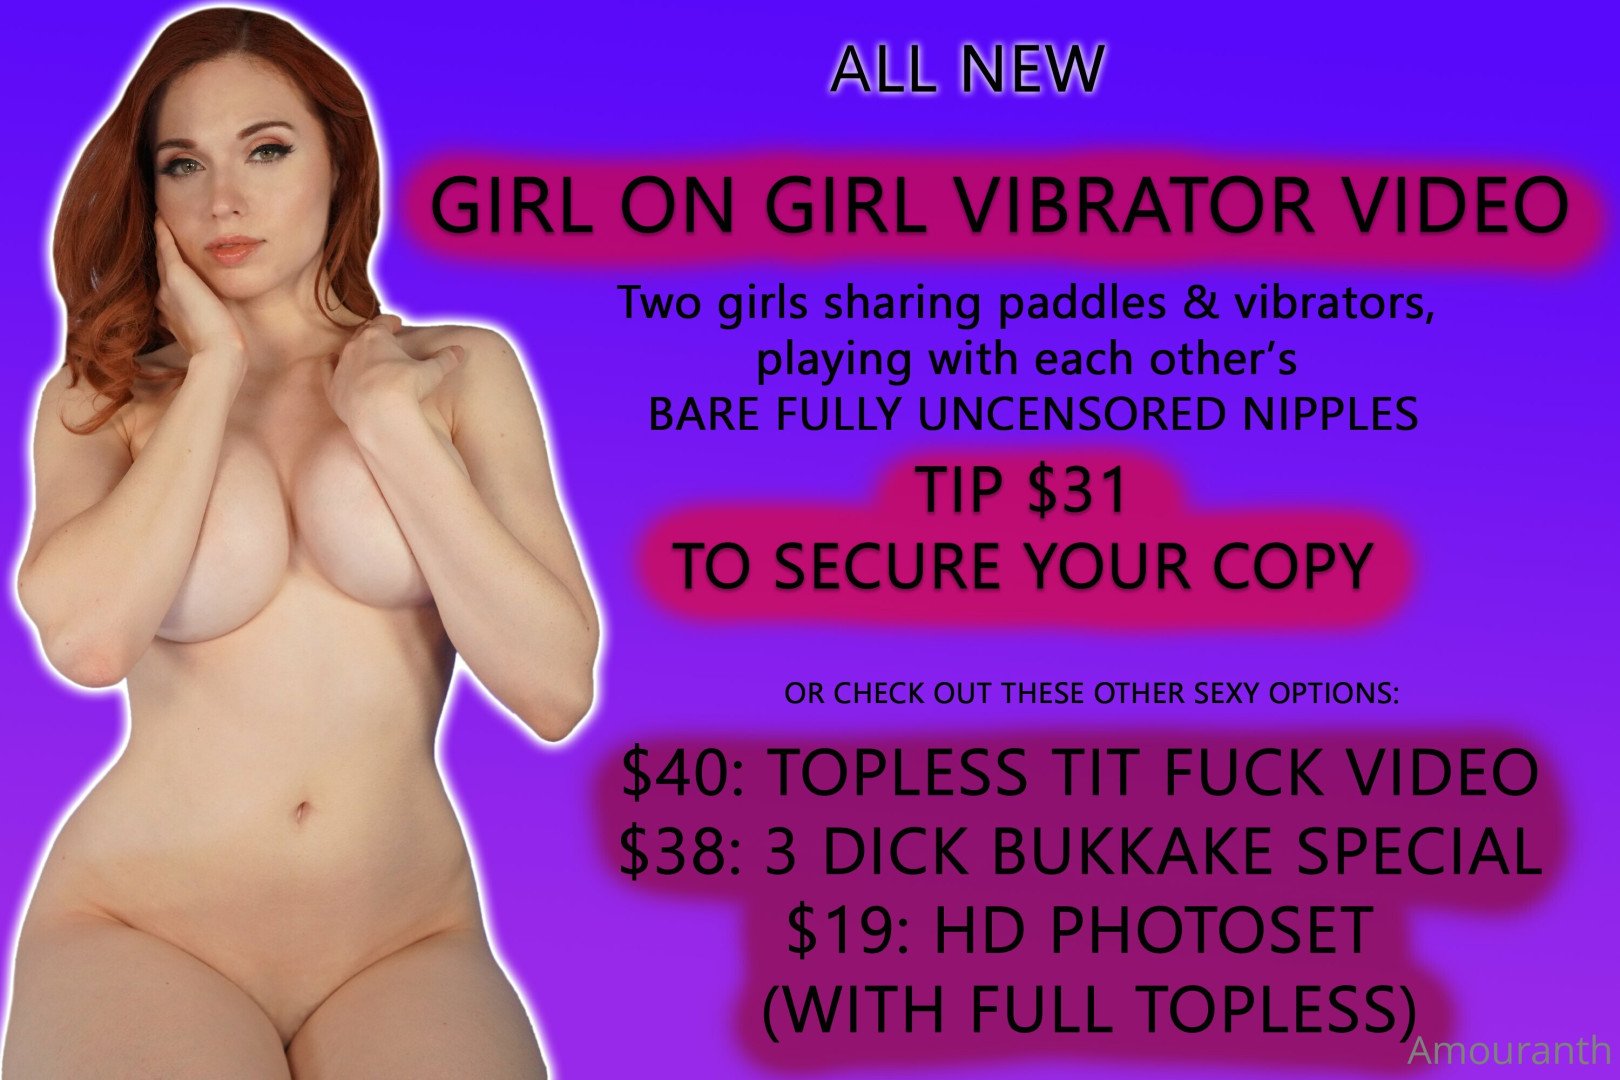 ALL NEW
GIRL ON GIRL VIBRATOR VIDEO
Two girls sharing paddles & vibrators,
playing with each other’s
BARE FULLY UNCENSORED NIPPLES
TIP $31
TO SECURE YOUR COPY
OR CHECK OUT THESE OTHER SEXY OPTIONS:
$40: TOPLESS TIT FUCK VIDEO
$38: 3 DICK BUKKAKE SPECIAL
$19: HD PHOTOSET
(WITH FULL TOPLESS)
Amouranth